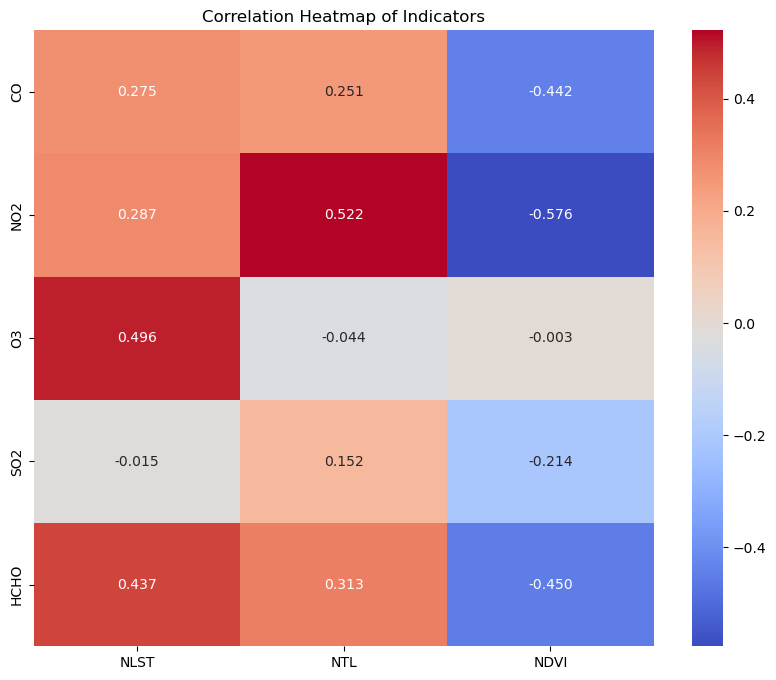 Correlation Heatmap of Indicators
CO
0.275
0.251
-0.442
NO2
0.287
0.522
-0.576
O3
0.496
-0.044
-0.003
SO2
-0.015
0.152
-0.214
HCHO
0.437
0.313
-0.450
NLST
NTL
NDVI
0.4
0.2
0.0
−0.2
−0.4